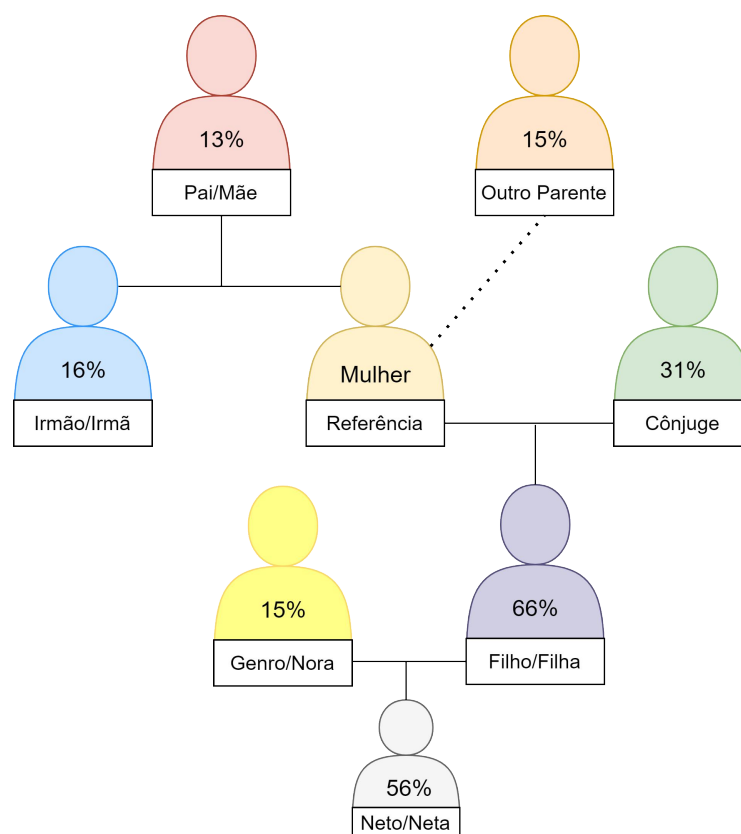 13%
Pai/Mãe
15%
Outro Parente
16%
Irmão/Irmã
Mulher
Referência
31%
Cônjuge
15%
Genro/Nora
66%
Filho/Filha
56%
Neto/Neta